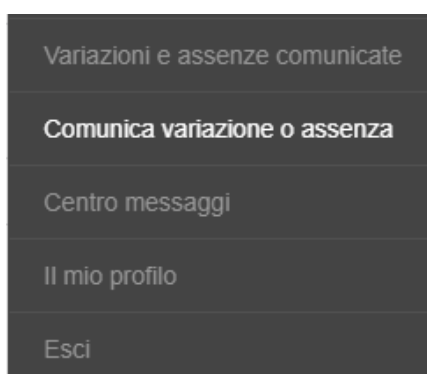 Variazioni e assenze comunicate
Comunica variazione o assenza
Centro messaggi
Il mio profilo
Esci